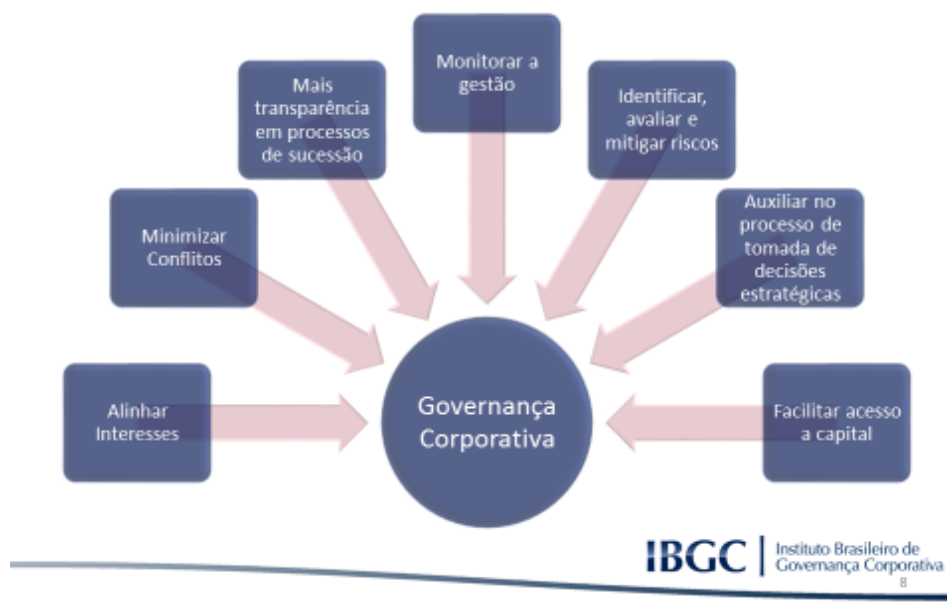 Monitorar a
gestão
Mais
transparência
em processos
de sucessão
Identificar,
avaliar e
mitigar riscos
Minimizar
Conflitos
Auxiliar no
processo de
tomada de
decisões
estratégicas
Alinhar
Interesses
Governança
Corporativa
Facilitar acesso
a capital
IBGC
Instituto Brasileiro de
Governança Corporativa
8